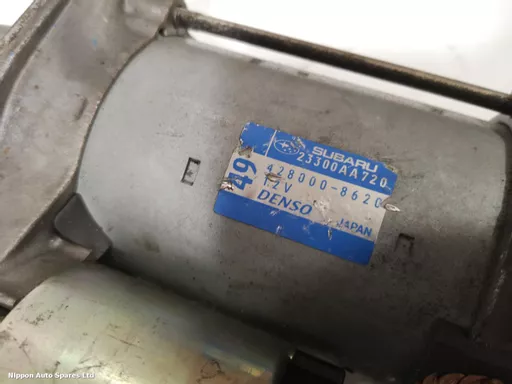 SUBARU
23300AA720
49
428000-8620
12V
DENSO
JAPAN
E
Nippon Auto Spares Ltd